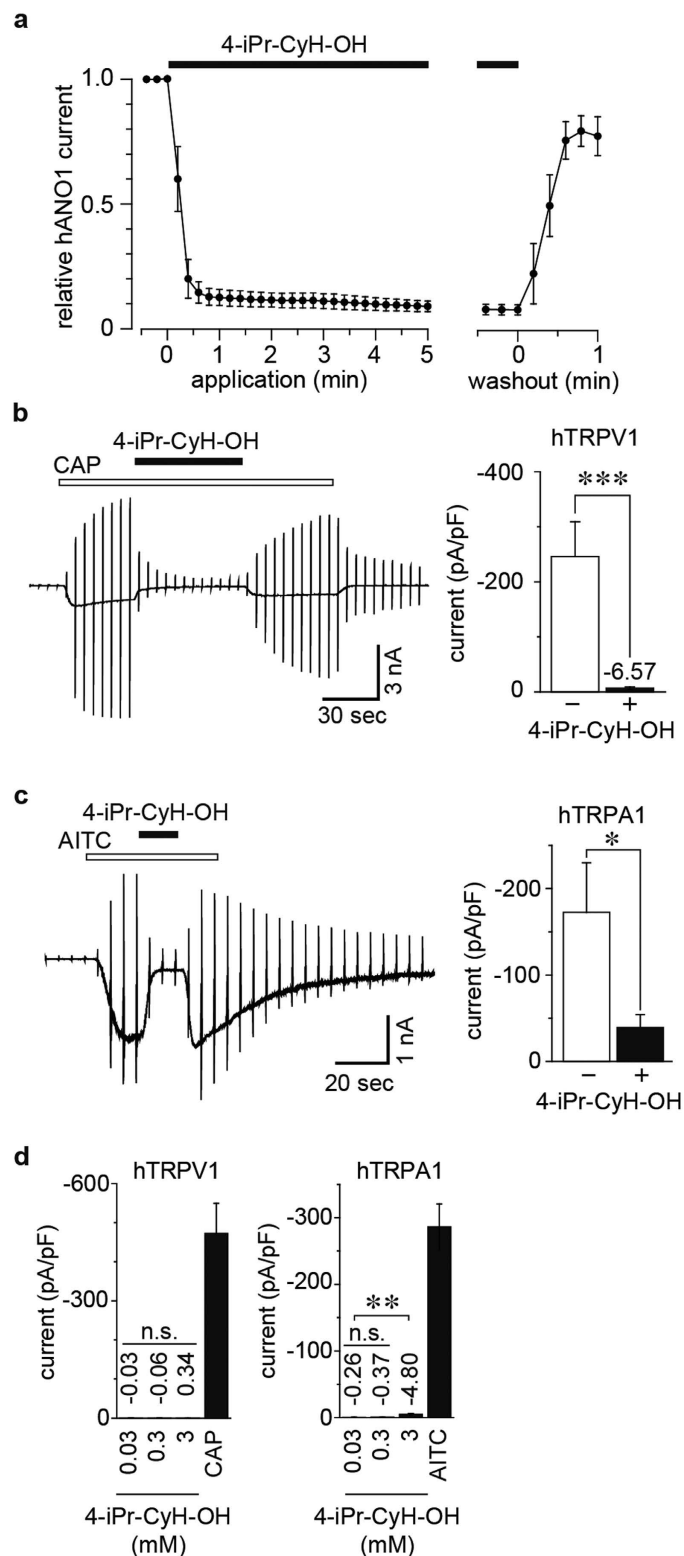 a
4-iPr-CyH-OH
relative hANO1 current
1.0
0.5
0
0 1 2 3 4 5
application (min)
0 1
washout (min)
b
4-iPr-CyH-OH
CAP
3 nA
30 sec
hTRPV1
current (pA/pF)
-400
-200
0
***
-6.57
− +
4-iPr-CyH-OH
c
4-iPr-CyH-OH
AITC
1 nA
20 sec
hTRPA1
current (pA/pF)
-200
-100
0
*
− +
4-iPr-CyH-OH
d
hTRPV1
current (pA/pF)
-600
-300
0
n.s.
-0.03 -0.06 0.34
0.03 0.3 3 CAP
4-iPr-CyH-OH
(mM)
hTRPA1
current (pA/pF)
-300
-200
-100
0
**
n.s.
-0.26 -0.37 -4.80
0.03 0.3 3 AITC
4-iPr-CyH-OH
(mM)